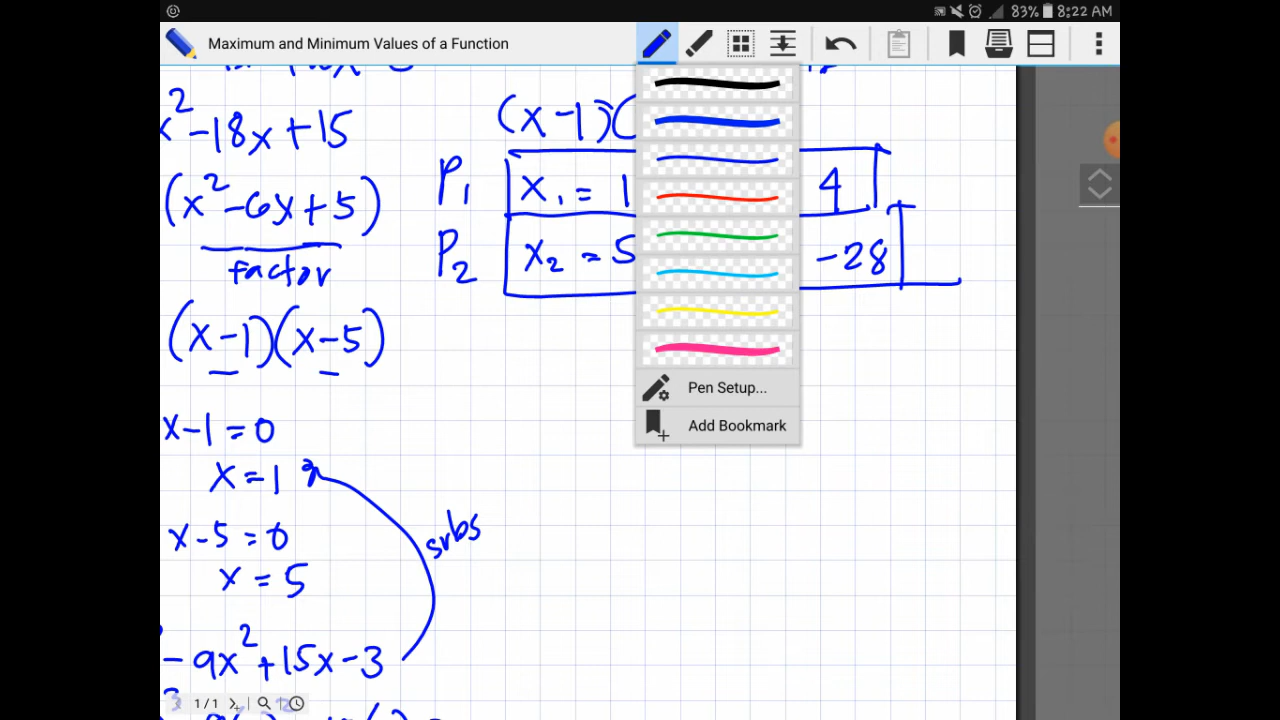 83% 8:22 AM
Maximum and Minimum Values of a Function
x² -18x + 15
(x² -6x + 5)
factor
(x -1)(x -5)
x -1 = 0
x = 1
x -5 = 0
x = 5
subs
- 9x² + 15x - 3
(x -1)(
P₁ x₁ = 1 4
P₂ x₂ = 5 -28
Pen Setup...
Add Bookmark
1/1